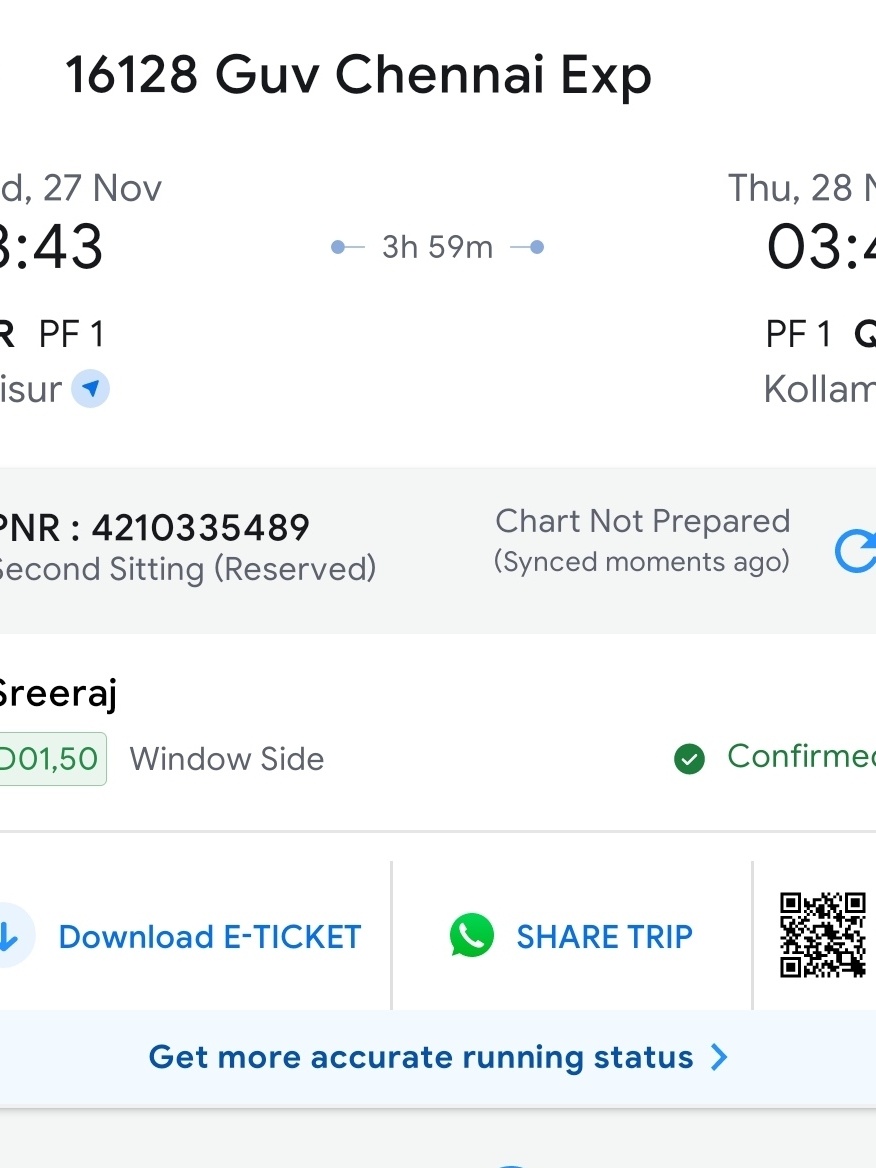 16128 Guv Chennai Exp
d, 27 Nov
Thu, 28 N
3:43
3h 59m
03:4
R PF 1
PF 1 Q
isur
Kollam
PNR : 4210335489
Chart Not Prepared
Second Sitting (Reserved)
(Synced moments ago)
Sreeraj
D01,50 Window Side
Confirmed
Download E-TICKET
SHARE TRIP
Get more accurate running status